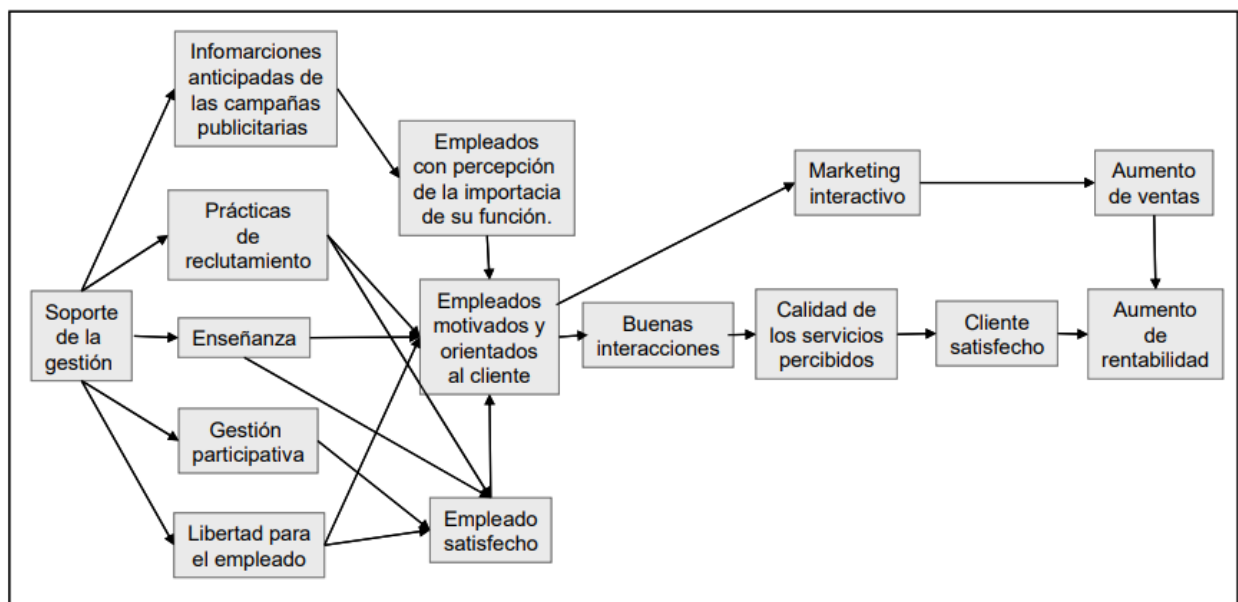 Infomarciones
anticipadas de
las campañas
publicitarias
Empleados
con percepción
de la importacia
de su función.
Marketing
interactivo
Aumento
de ventas
Prácticas
de
reclutamiento
Soporte
de la
gestión
Enseñanza
Empleados
motivados y
orientados
al cliente
Buenas
interacciones
Calidad de
los servicios
percibidos
Cliente
satisfecho
Aumento
de
rentabilidad
Gestión
participativa
Libertad para
el empleado
Empleado
satisfecho